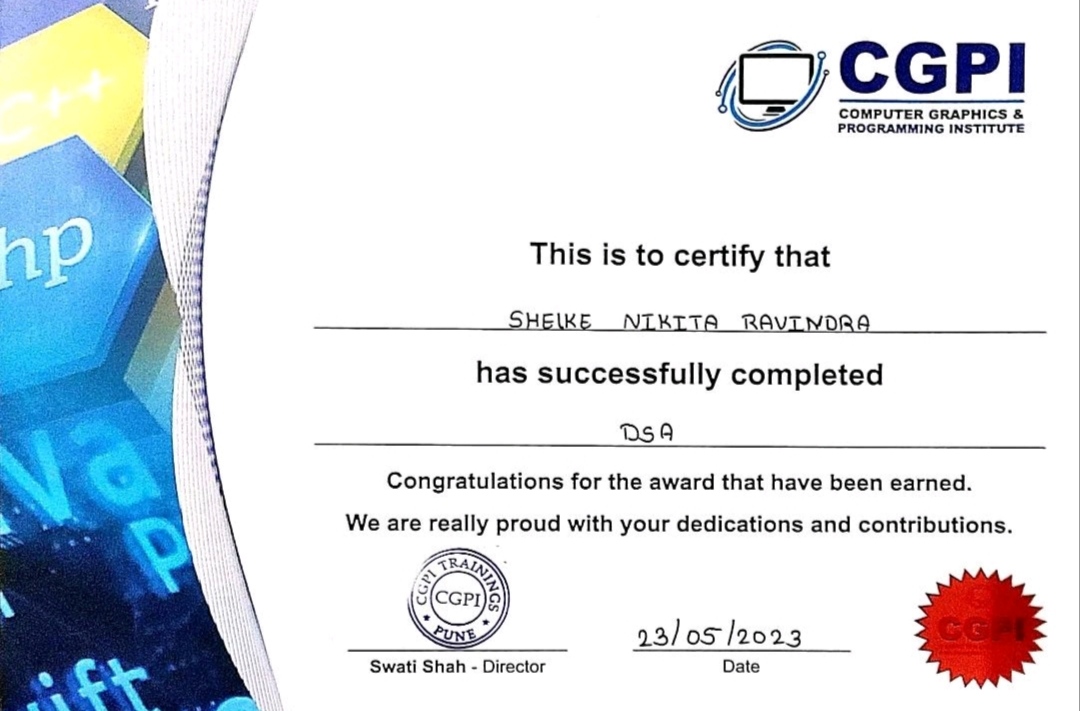 C++
hp
CGPI
COMPUTER GRAPHICS &
PROGRAMMING INSTITUTE
This is to certify that
SHELKE NIKITA RAVINDRA
has successfully completed
DSA
Congratulations for the award that have been earned.
We are really proud with your dedications and contributions.
CGPI TRAININGS
CGPI
★ PUNE ★
23/05/2023
Swati Shah - Director
Date
CGPI
ava
P
ift